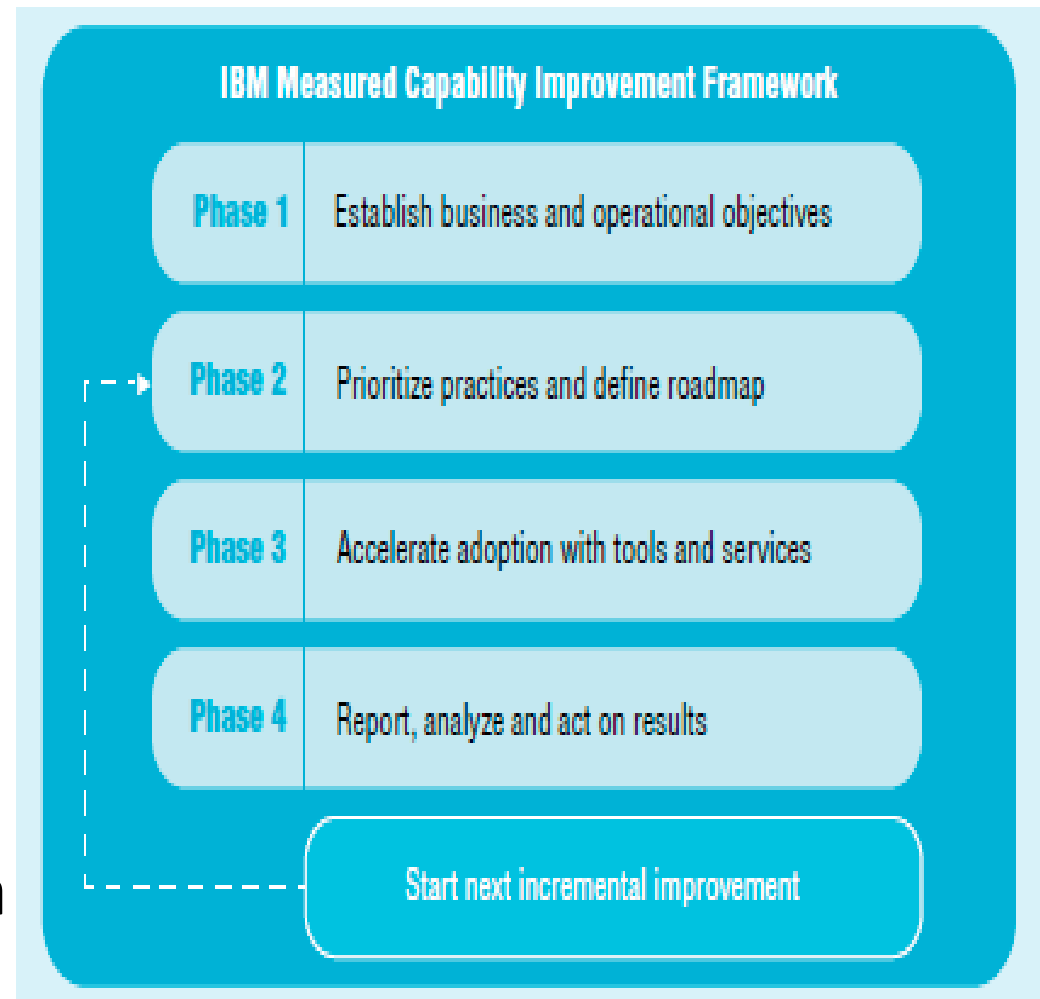 IBM Measured Capability Improvement Framework
Phase 1 Establish business and operational objectives
Phase 2 Prioritize practices and define roadmap
Phase 3 Accelerate adoption with tools and services
Phase 4 Report, analyze and act on results
Start next incremental improvement